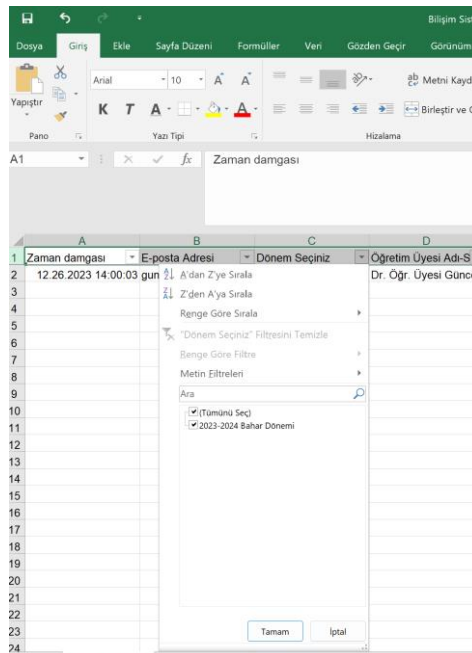 Bilişim Sis
Dosya Giriş Ekle Sayfa Düzeni Formüller Veri Gözden Geçir Görünüm
Yapıştır
Arial 10 A A
ab Metni Kayd
K T A A
Birleştir ve
Pano Yazı Tipi Hizalama
A1 fx Zaman damgası
A B C D
1 Zaman damgası E-posta Adresi Dönem Seçiniz Öğretim Üyesi Adı-S
2 12.26.2023 14:00:03 gun Dr. Öğr. Üyesi Günc
A'dan Z'ye Sırala
3 Z'den A'ya Sırala
4 Renge Göre Sırala
5 "Dönem Seçiniz" Filtresini Temizle
6 Renge Göre Filtre
7
8 Metin Filtreleri
9 Ara
10 (Tümünü Seç)
11 2023-2024 Bahar Dönemi
12
13
14
15
16
17
18
19
20
21
22
23 Tamam İptal
24